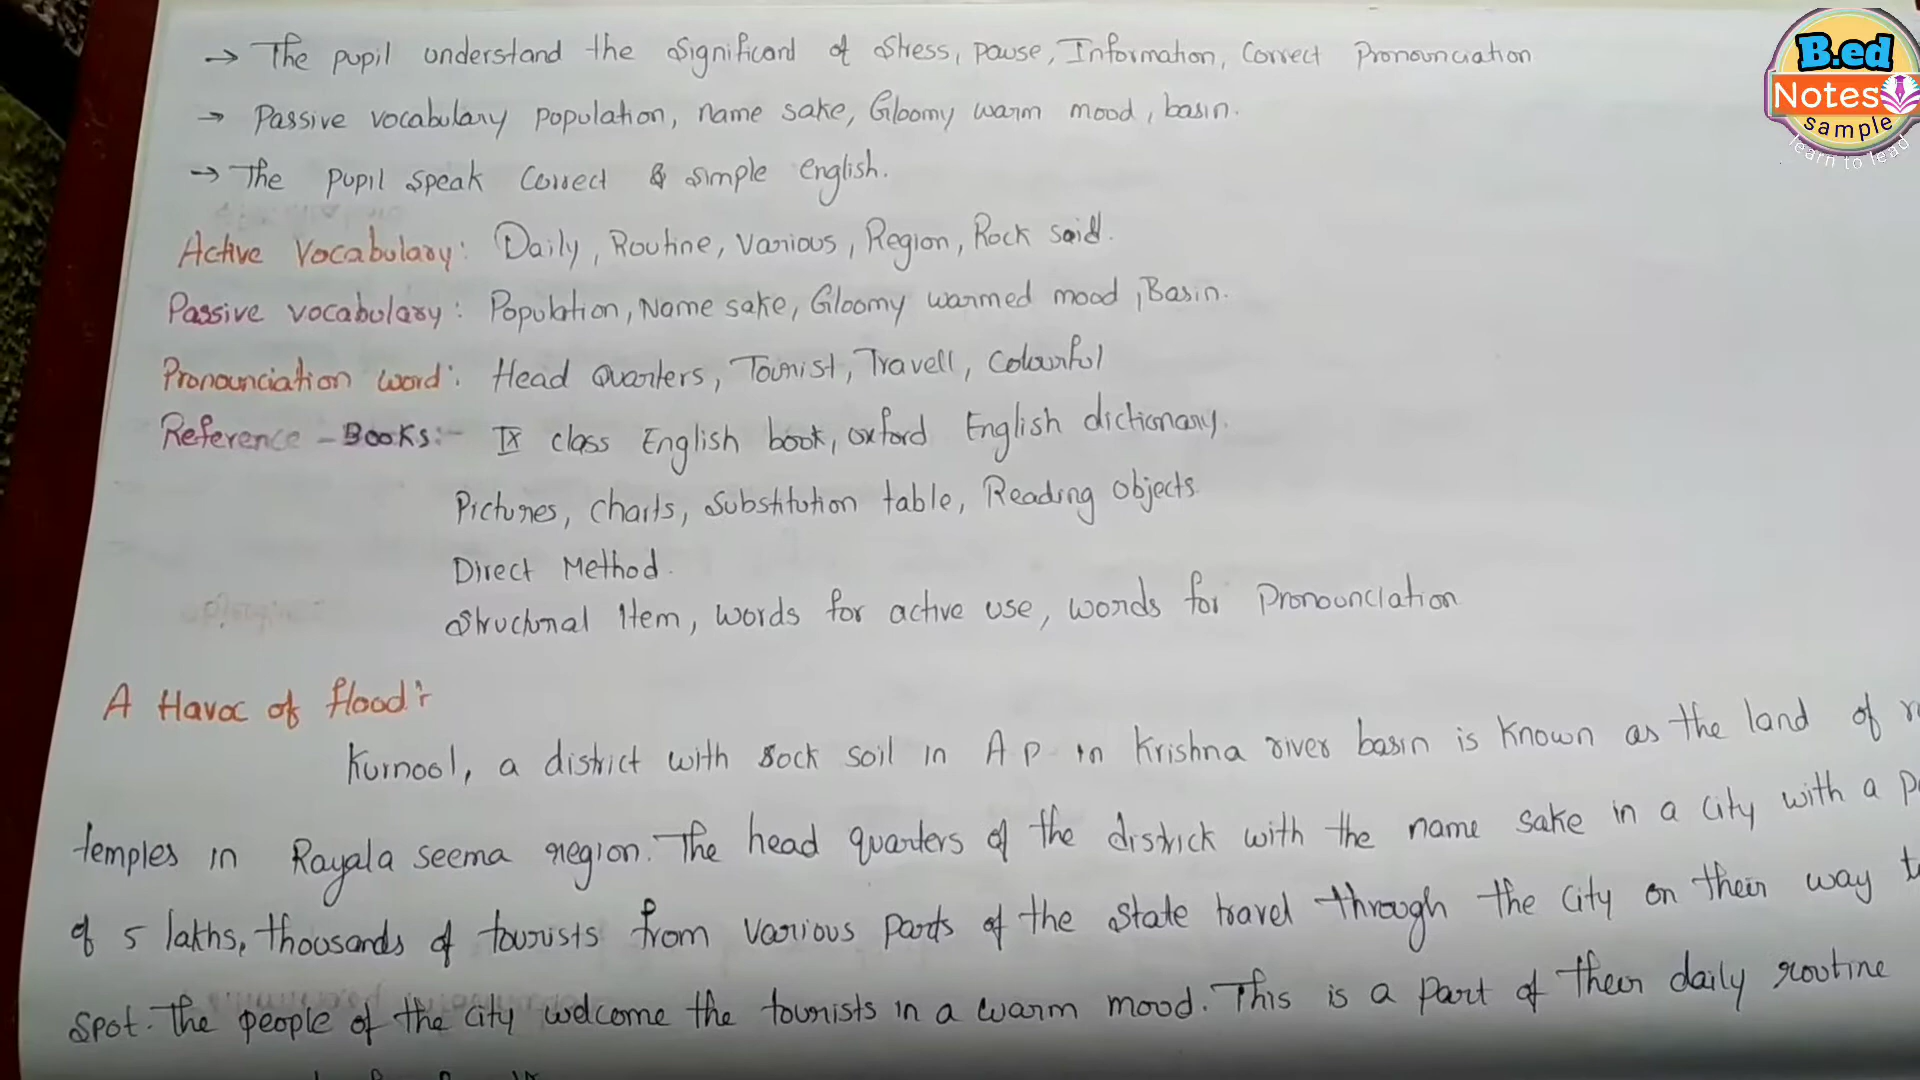 → The pupil understand the significand of stress, pause, Information, Correct Pronounciation
→ Passive vocabulary population, name sake, Gloomy warm mood, basin.
→ The pupil speak Correct & simple english.
Active Vocabulary: Daily, Routine, Various, Region, Rock soid.
Passive vocabulary: Population, Name sake, Gloomy warmed mood, Basin.
Pronounciation word: Head Quarters, Tourist, Travell, Colourful
Reference - Books:- IX class English book, oxford English dictionary.
Pictures, charts, Substitution table, Reading objects
Direct Method.
Structural Item, words for active use, words for Pronounciation
A Havoc of flood:-
Kurnool, a district with rock soil in A P in Krishna river basin is known as the land of
temples in Rayala seema region. The head quarters of the districk with the name sake in a city with a
of 5 lakhs, thousands of tourists from various parts of the state travel through the city on their way
spot. The people of the city welcome the tourists in a warm mood. This is a part of their daily routine
B.ed
Notes
sample
learn to lead